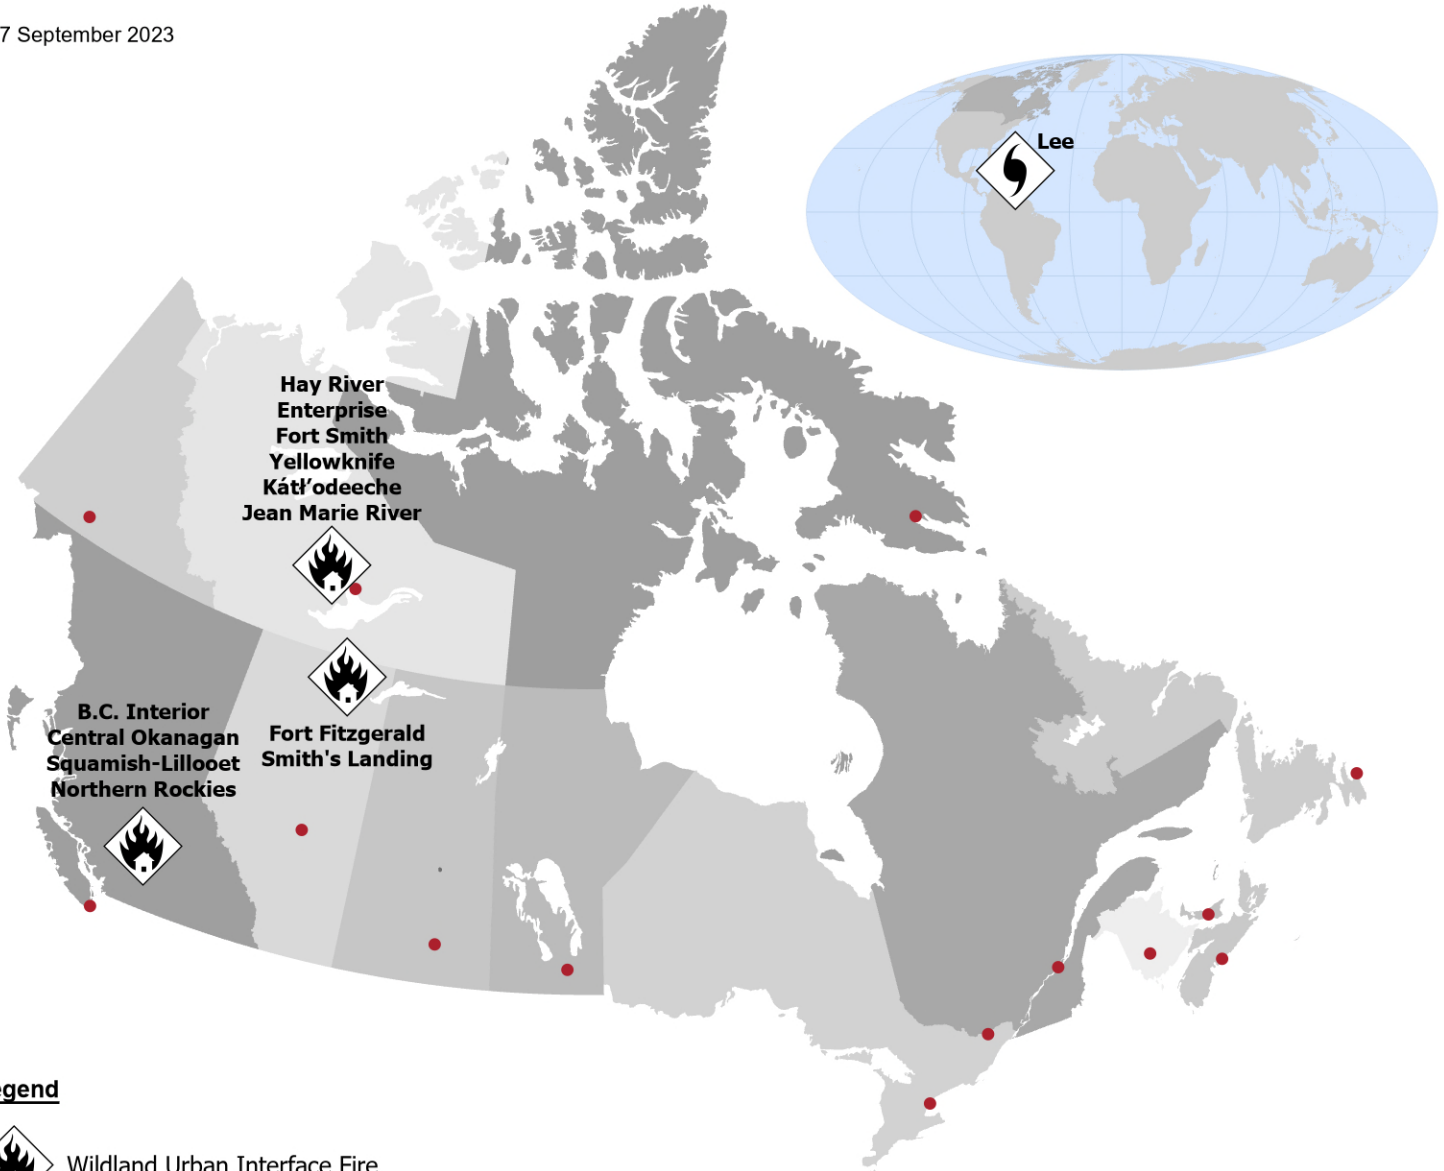 7 September 2023
Lee
Hay River
Enterprise
Fort Smith
Yellowknife
Kátł’odeeche
Jean Marie River
B.C. Interior
Central Okanagan
Squamish-Lillooet
Northern Rockies
Fort Fitzgerald
Smith's Landing
egend
Wildland Urban Interface Fire